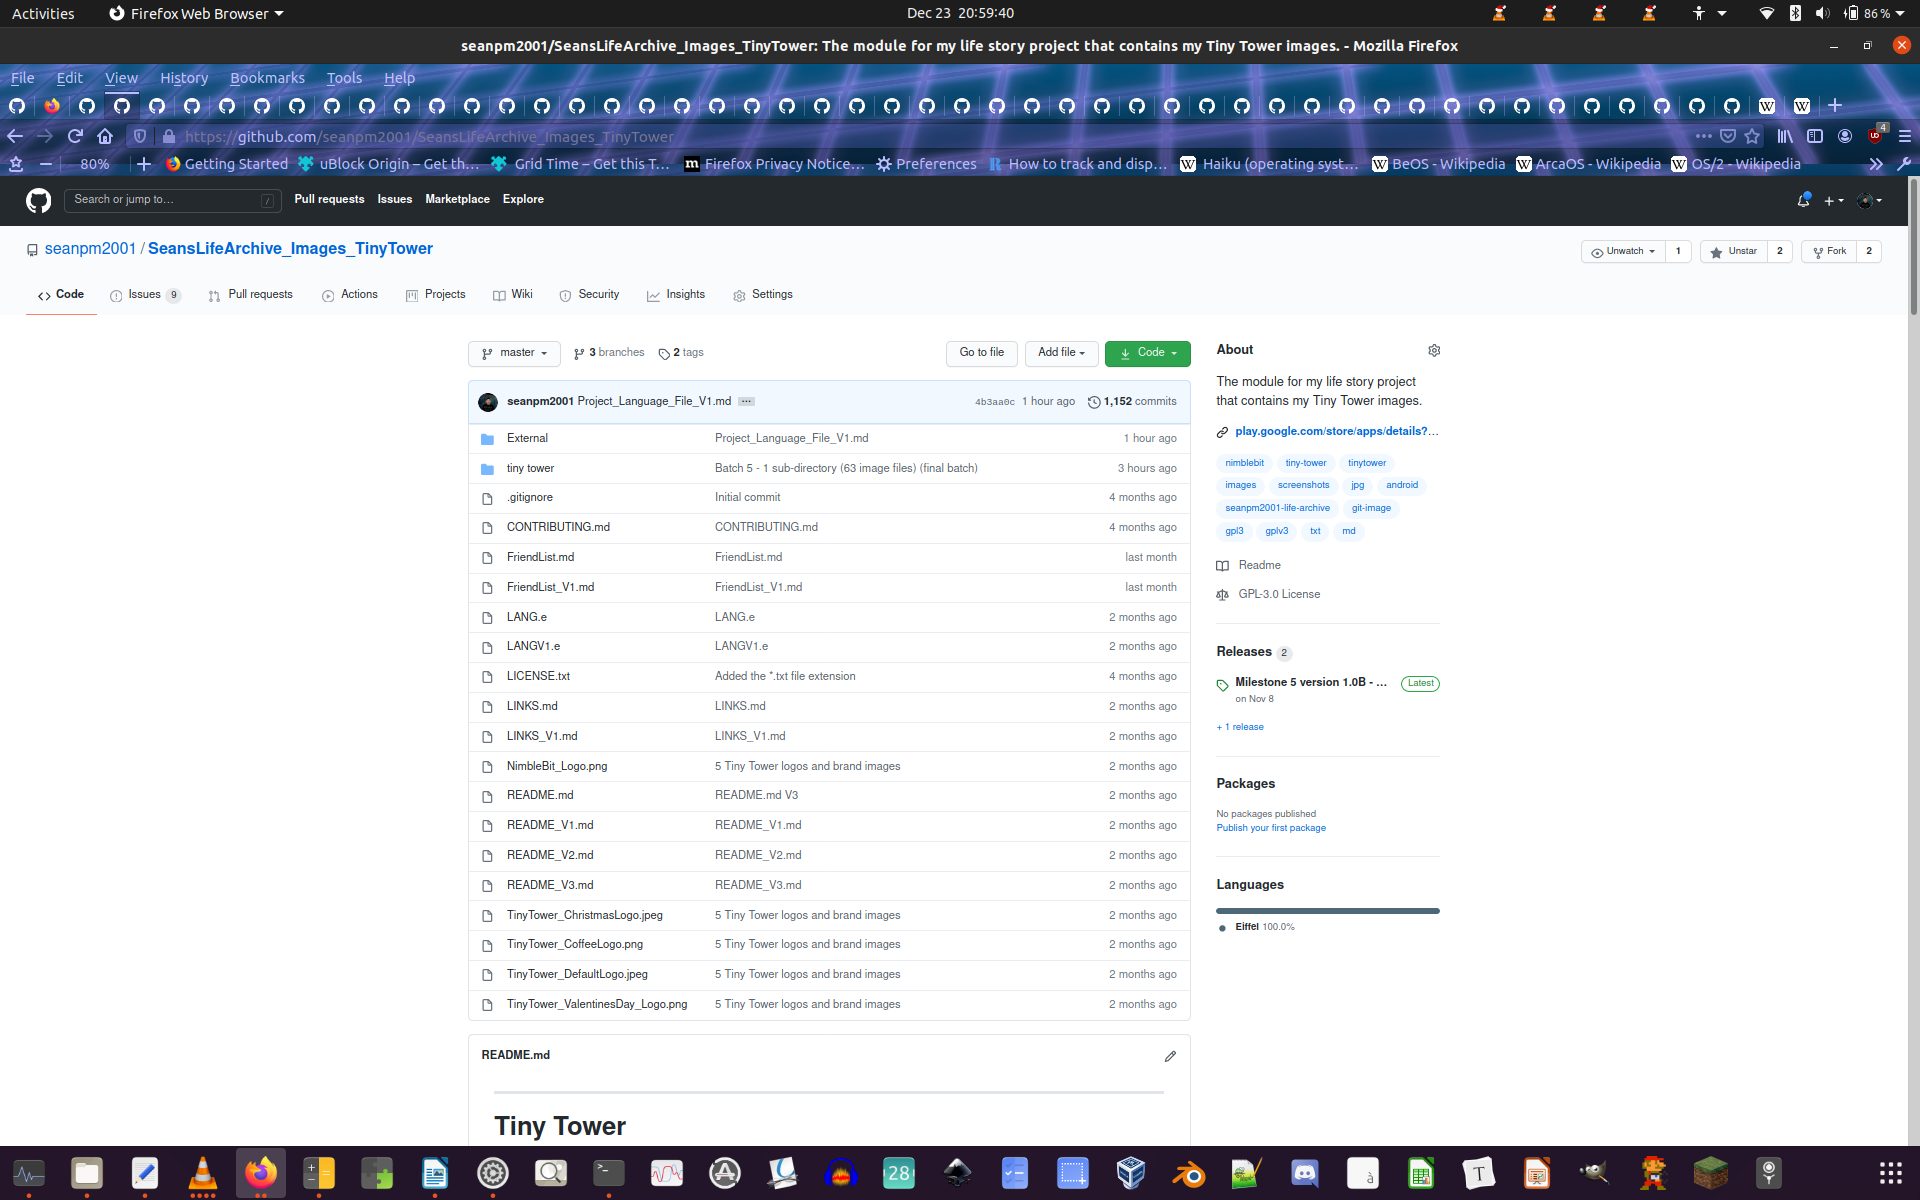 Activities Firefox Web Browser Dec 23 20:59:40 86 %
seanpm2001/SeansLifeArchive_Images_TinyTower: The module for my life story project that contains my Tiny Tower images. - Mozilla Firefox
File Edit View History Bookmarks Tools Help
https://github.com/seanpm2001/SeansLifeArchive_Images_TinyTower 4
80% Getting Started uBlock Origin – Get th… Grid Time – Get this T… Firefox Privacy Notice… Preferences How to track and disp… Haiku (operating syst… BeOS - Wikipedia ArcaOS - Wikipedia OS/2 - Wikipedia
Search or jump to… / Pull requests Issues Marketplace Explore
seanpm2001 / SeansLifeArchive_Images_TinyTower Unwatch 1 Unstar 2 Fork 2
Code Issues 9 Pull requests Actions Projects Wiki Security Insights Settings
master 3 branches 2 tags Go to file Add file Code
seanpm2001 Project_Language_File_V1.md ... 4b3aa0c 1 hour ago 1,152 commits
External Project_Language_File_V1.md 1 hour ago
tiny tower Batch 5 - 1 sub-directory (63 image files) (final batch) 3 hours ago
.gitignore Initial commit 4 months ago
CONTRIBUTING.md CONTRIBUTING.md 4 months ago
FriendList.md FriendList.md last month
FriendList_V1.md FriendList_V1.md last month
LANG.e LANG.e 2 months ago
LANGV1.e LANGV1.e 2 months ago
LICENSE.txt Added the *.txt file extension 4 months ago
LINKS.md LINKS.md 2 months ago
LINKS_V1.md LINKS_V1.md 2 months ago
NimbleBit_Logo.png 5 Tiny Tower logos and brand images 2 months ago
README.md README.md V3 2 months ago
README_V1.md README_V1.md 2 months ago
README_V2.md README_V2.md 2 months ago
README_V3.md README_V3.md 2 months ago
TinyTower_ChristmasLogo.jpeg 5 Tiny Tower logos and brand images 2 months ago
TinyTower_CoffeeLogo.png 5 Tiny Tower logos and brand images 2 months ago
TinyTower_DefaultLogo.jpeg 5 Tiny Tower logos and brand images 2 months ago
TinyTower_ValentinesDay_Logo.png 5 Tiny Tower logos and brand images 2 months ago
README.md
Tiny Tower
About
The module for my life story project
that contains my Tiny Tower images.
play.google.com/store/apps/details?…
nimblebit tiny-tower tinytower
images screenshots jpg android
seanpm2001-life-archive git-image
gpl3 gplv3 txt md
Readme
GPL-3.0 License
Releases 2
Milestone 5 version 1.0B - … Latest
on Nov 8
+ 1 release
Packages
No packages published
Publish your first package
Languages
Eiffel 100.0%
28